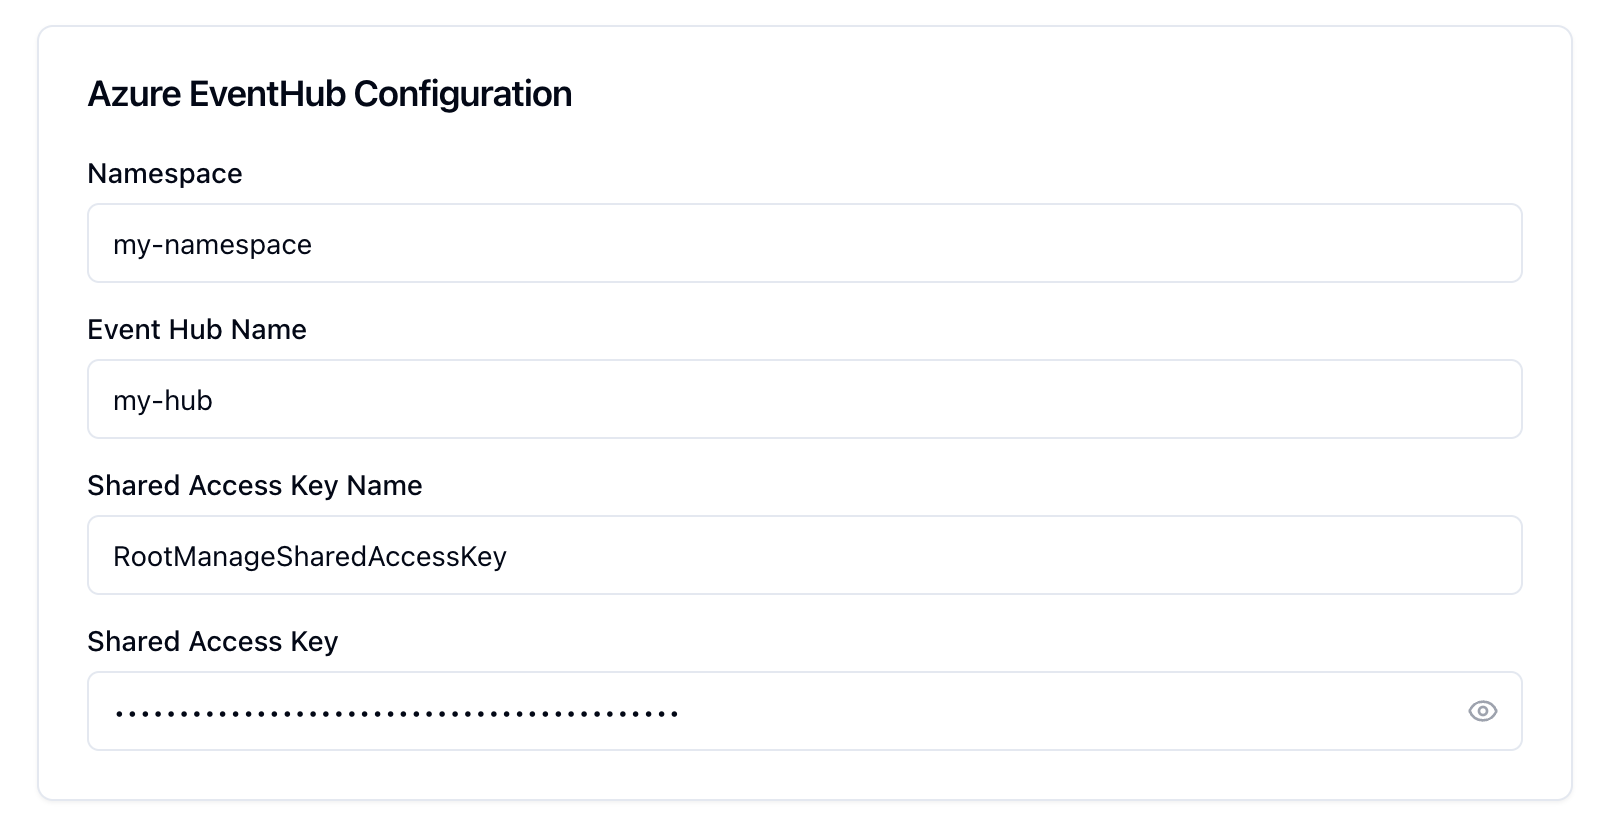 Azure EventHub Configuration
Namespace
my-namespace
Event Hub Name
my-hub
Shared Access Key Name
RootManageSharedAccessKey
Shared Access Key
••••••••••••••••••••••••••••••••••••••••••••